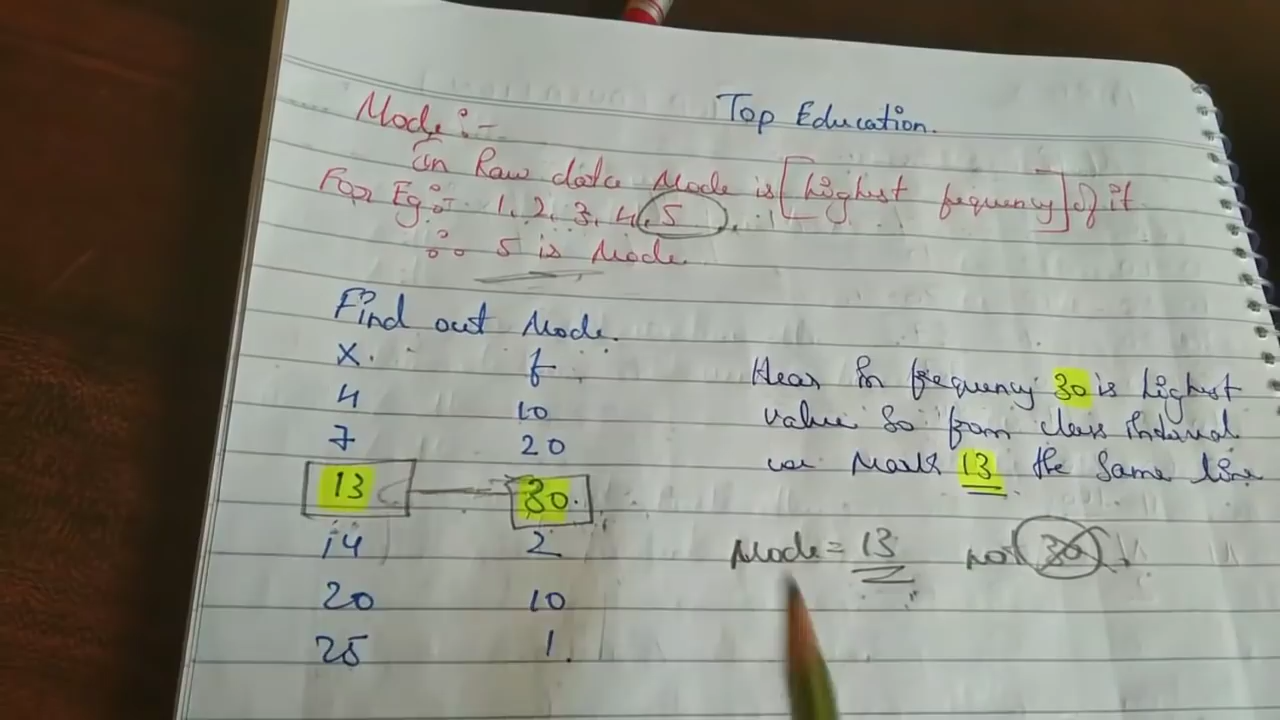 Top Education.
Mode :-
In Raw data Mode is [highest frequency] of it
For Eg :- 1, 2, 3, 4, 5
∴ 5 is Mode.
Find out Mode.
x. f
4 10
7 20
13 30.
14 2
20 10
25 1.
Hear in frequency 30 is highest
value so from class interval
we Mark 13 the same line
Mode = 13 not 30